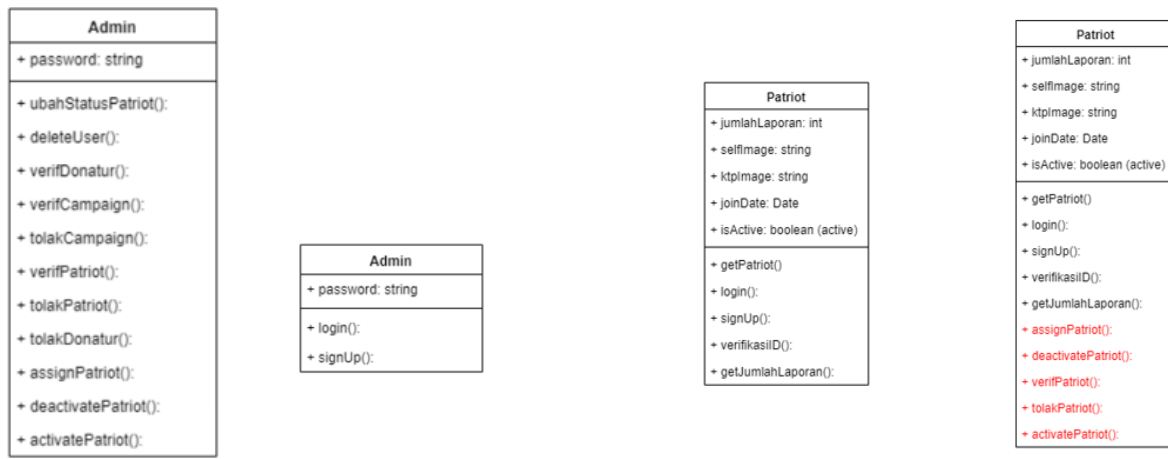 Admin
+ password: string
+ ubahStatusPatriot():
+ deleteUser():
+ verifDonatur():
+ verifCampaign():
+ tolakCampaign():
+ verifPatriot():
+ tolakPatriot():
+ tolakDonatur():
+ assignPatriot():
+ deactivatePatriot():
+ activatePatriot():
Admin
+ password: string
+ login():
+ signUp():
Patriot
+ jumlahLaporan: int
+ selfImage: string
+ ktpImage: string
+ joinDate: Date
+ isActive: boolean (active)
+ getPatriot()
+ login():
+ signUp():
+ verifikasiID():
+ getJumlahLaporan():
Patriot
+ jumlahLaporan: int
+ selfImage: string
+ ktpImage: string
+ joinDate: Date
+ isActive: boolean (active)
+ getPatriot()
+ login():
+ signUp():
+ verifikasiID():
+ getJumlahLaporan():
+ assignPatriot():
+ deactivatePatriot():
+ verifPatriot:
+ tolakPatriot:
+ activatePatriot():